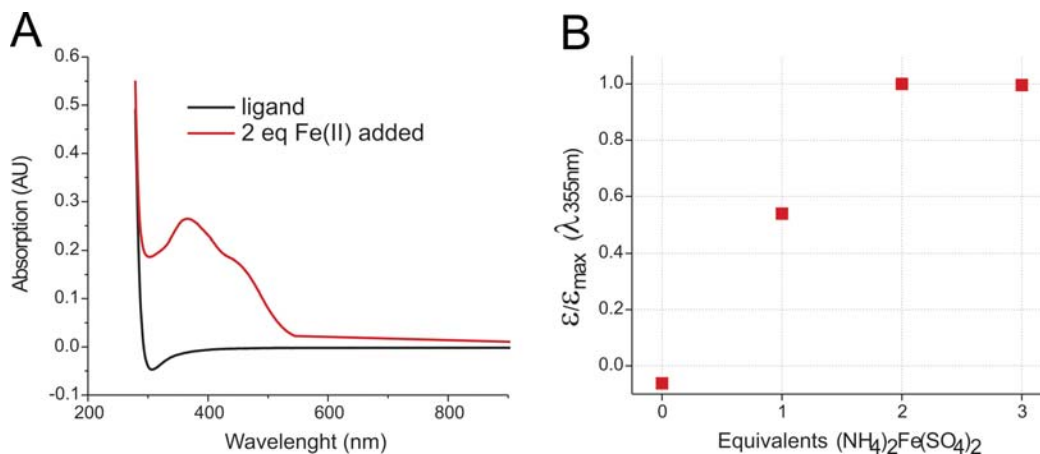 A
B
0.6
0.5
0.4
0.3
0.2
0.1
0.0
-0.1
Absorption (AU)
ligand
2 eq Fe(II) added
200
400
600
800
Wavelenght (nm)
1.0
0.8
0.6
0.4
0.2
0.0
ε/εmax (λ355nm)
0
1
2
3
Equivalents (NH4)2Fe(SO4)2